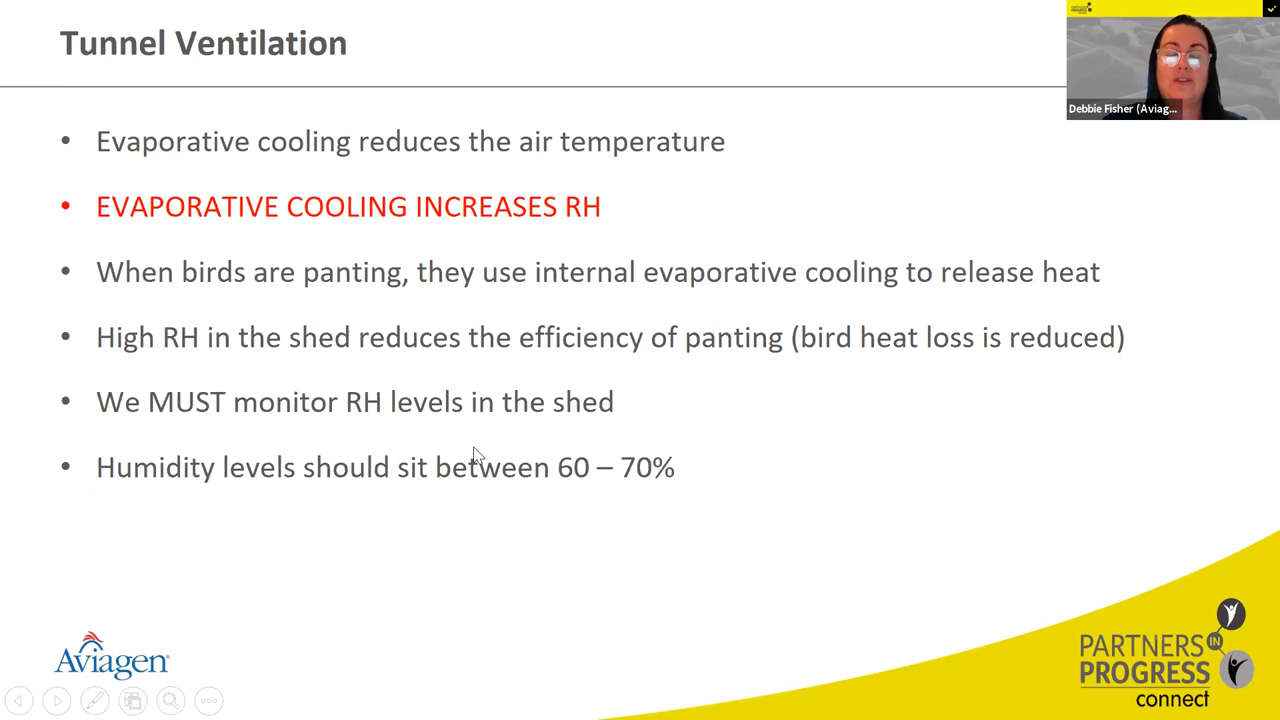 Tunnel Ventilation
Debbie Fisher (Aviag...
• Evaporative cooling reduces the air temperature
• EVAPORATIVE COOLING INCREASES RH
• When birds are panting, they use internal evaporative cooling to release heat
• High RH in the shed reduces the efficiency of panting (bird heat loss is reduced)
• We MUST monitor RH levels in the shed
• Humidity levels should sit between 60 – 70%
Aviagen
PARTNERS IN
PROGRESS
connect